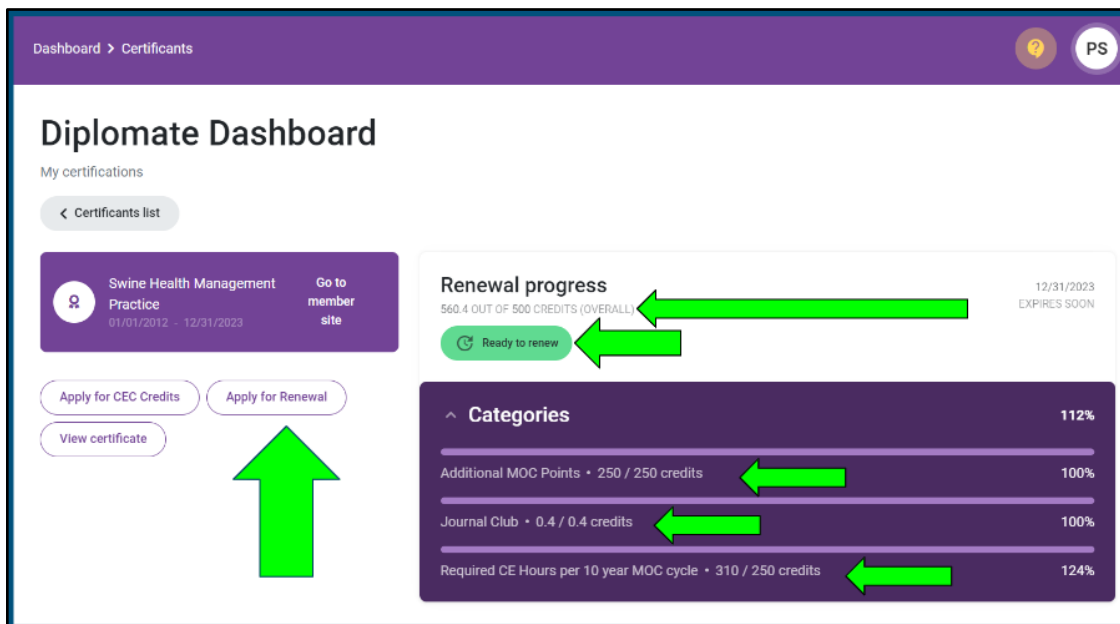 Dashboard > Certificants
PS
Diplomate Dashboard
My certifications
Certificants list
Swine Health Management
Practice
01/01/2012 - 12/31/2023
Go to
member
site
Apply for CEC Credits
Apply for Renewal
View certificate
Renewal progress
560.4 OUT OF 500 CREDITS (OVERALL)
12/31/2023
EXPIRES SOON
Ready to renew
Categories
112%
Additional MOC Points • 250 / 250 credits
100%
Journal Club • 0.4 / 0.4 credits
100%
Required CE Hours per 10 year MOC cycle • 310 / 250 credits
124%